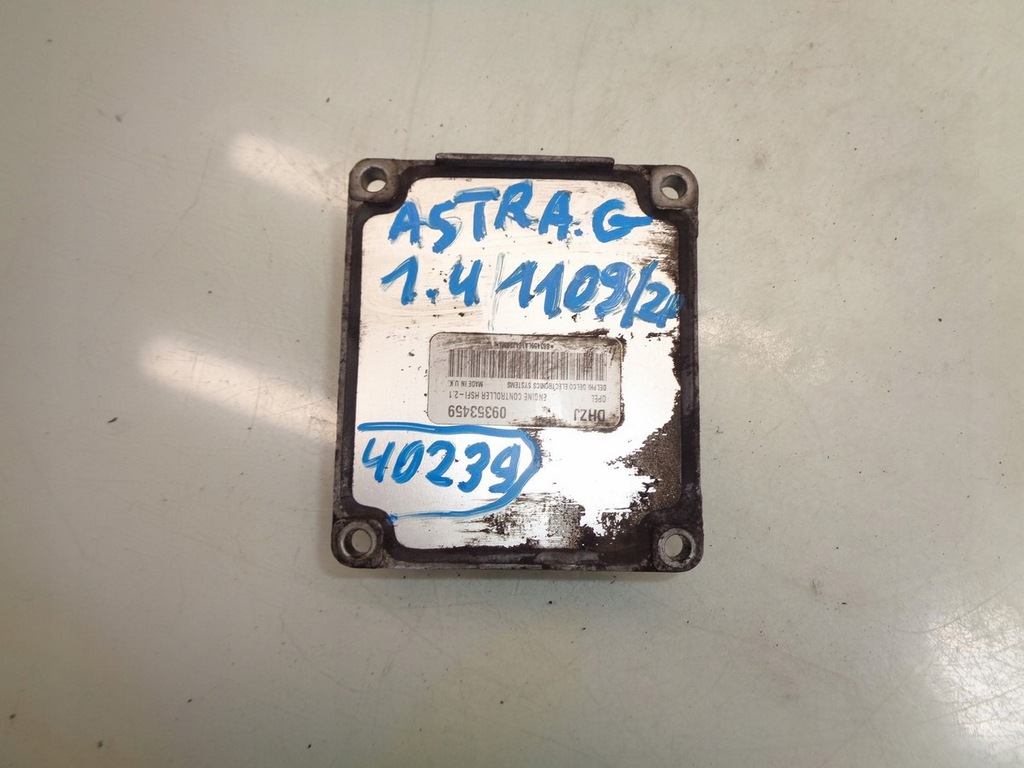 ASTRA.G
1.4/1109/2
DHZJ 09353459
OPEL
ENGINE CONTROLLER HSFI-2.1
DELPHI DELCO ELECTRONICS SYSTEMS
MADE IN U.K.
40239